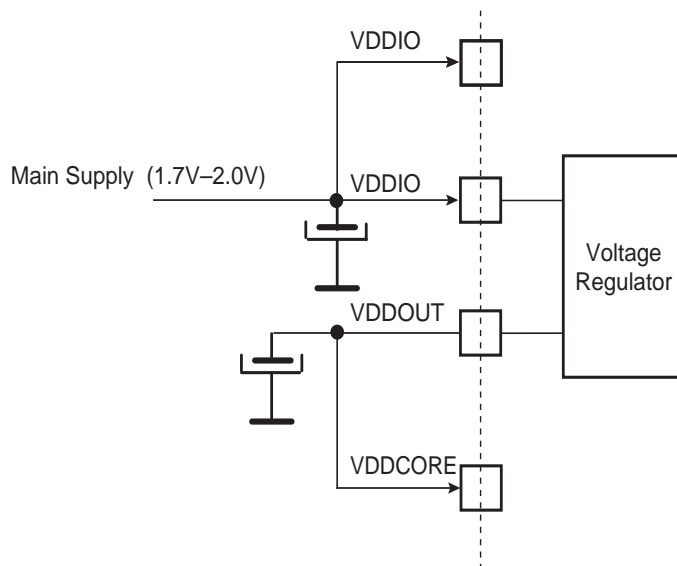 VDDIO
Main Supply (1.7V–2.0V)
VDDIO
Voltage
Regulator
VDDOUT
VDDCORE